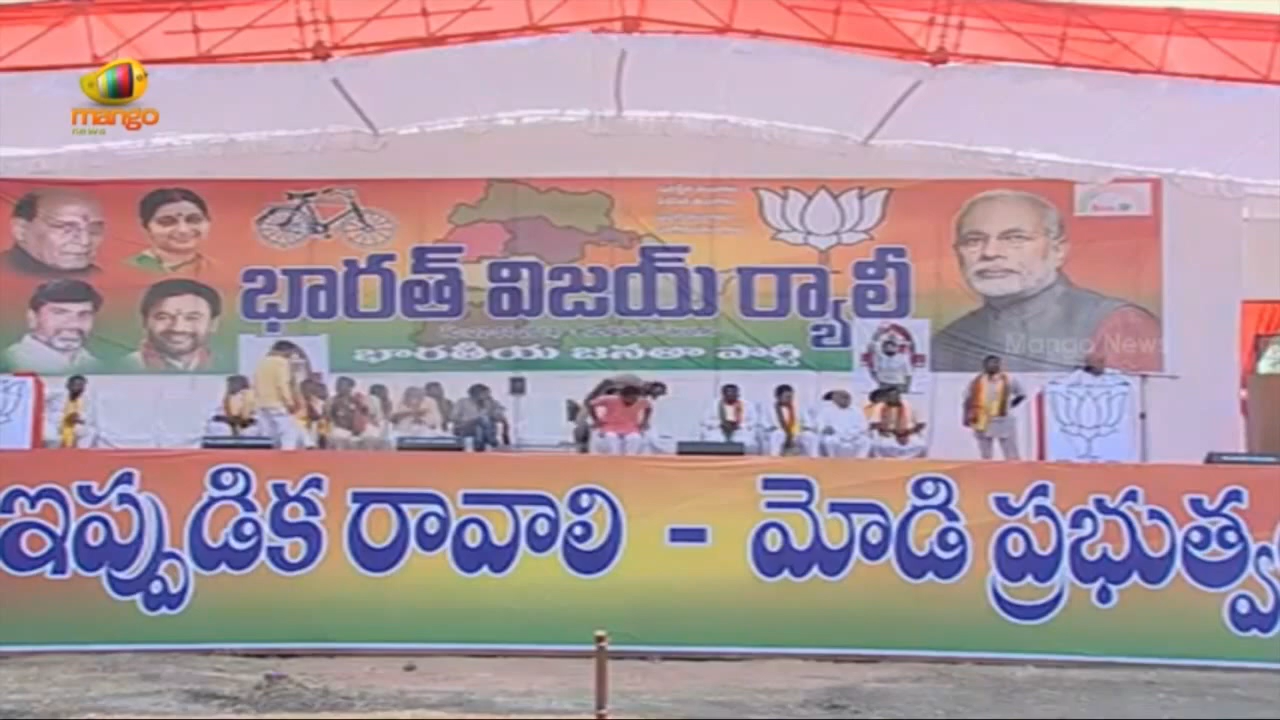 mango
news
భారత్ విజయ్ ర్యాలీ
భారతీయ జనతా పార్టీ
Mango News
ఇప్పుడిక రావాలి - మోడి ప్రభుత్వ